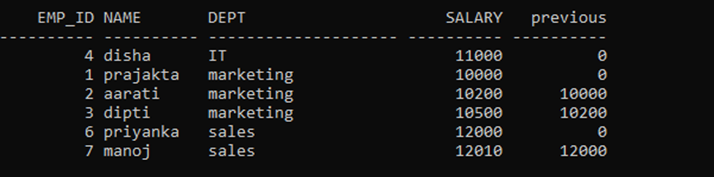 EMP_ID NAME DEPT SALARY previous
---------- ---------- -------------------- ---------- ----------
4 disha IT 11000 0
1 prajakta marketing 10000 0
2 aarati marketing 10200 10000
3 dipti marketing 10500 10200
6 priyanka sales 12000 0
7 manoj sales 12010 12000